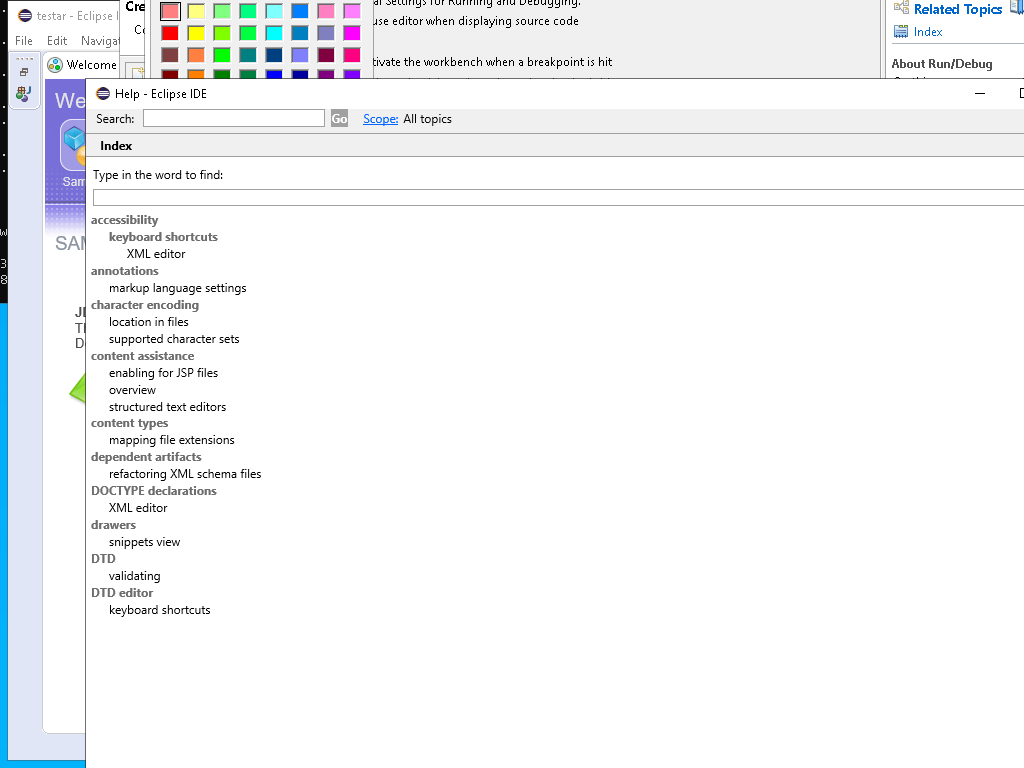 testar - Eclipse I
Cre
al Settings for Running and Debugging.
Related Topics
use editor when displaying source code
Index
File Edit Navigat
tivate the workbench when a breakpoint is hit
About Run/Debug
Welcome
We
Help - Eclipse IDE
Search:
Go
Scope: All topics
Index
Type in the word to find:
accessibility
keyboard shortcuts
XML editor
annotations
markup language settings
character encoding
location in files
supported character sets
content assistance
enabling for JSP files
overview
structured text editors
content types
mapping file extensions
dependent artifacts
refactoring XML schema files
DOCTYPE declarations
XML editor
drawers
snippets view
DTD
validating
DTD editor
keyboard shortcuts
Sam
SAM